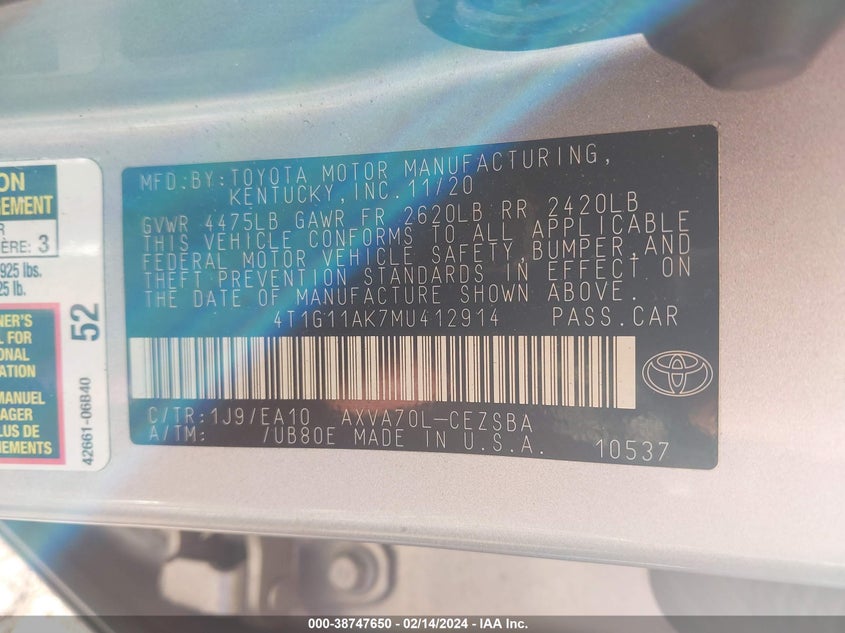 ON
GEMENT
R
ÈRE: 3
925 lbs.
25 lb.
NER'S
L FOR
ONAL
ATION
MANUEL
AGER
LUS DE
NEMENTS
52
42661-06B40
MFD.BY:TOYOTA MOTOR MANUFACTURING,
KENTUCKY,INC.11/20
GVWR 4475LB GAWR FR 2620LB RR 2420LB
THIS VEHICLE CONFORMS TO ALL APPLICABLE
FEDERAL MOTOR VEHICLE SAFETY,BUMPER,AND
THEFT PREVENTION STANDARDS IN EFFECT ON
THE DATE OF MANUFACTURE SHOWN ABOVE.
4T1G11AK7MU412914 PASS.CAR
C/TR:1J9/EA10 AXVA70L-CEZSBA
A/TM: /UB80E MADE IN U.S.A. 10537
000-38747650 - 02/14/2024 - IAA Inc.